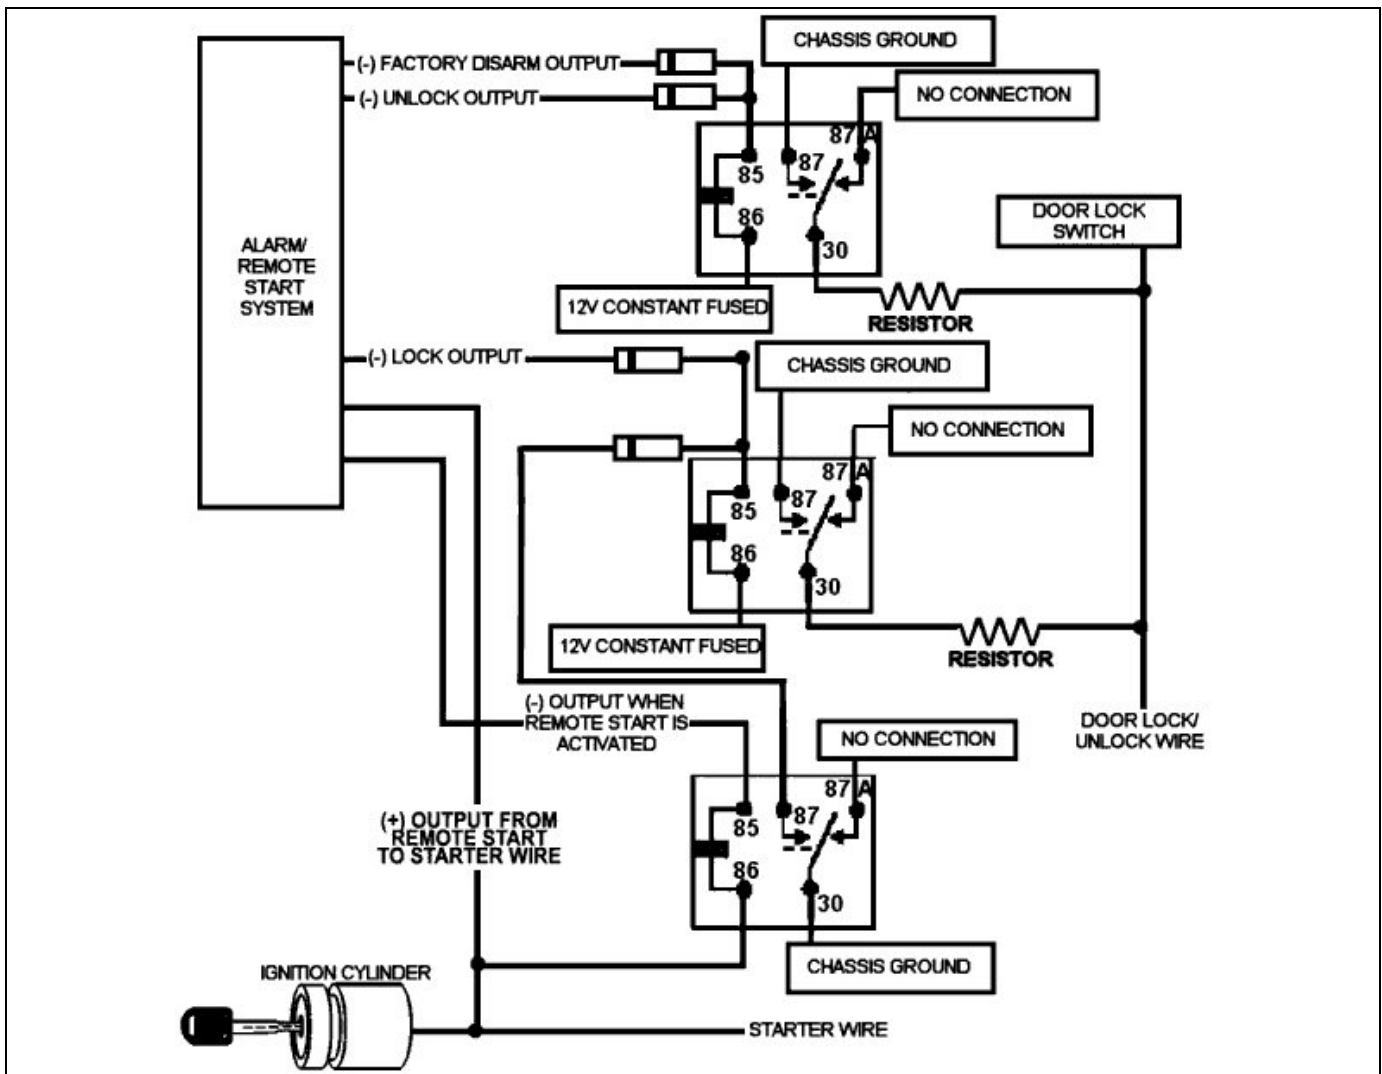 CHASSIS GROUND
(-) FACTORY DISARM OUTPUT
NO CONNECTION
(-) UNLOCK OUTPUT
87 A
87
85
86
30
DOOR LOCK
SWITCH
ALARM/
REMOTE
START
SYSTEM
12V CONSTANT FUSED
RESISTOR
(-) LOCK OUTPUT
CHASSIS GROUND
NO CONNECTION
87 A
87
85
86
30
12V CONSTANT FUSED
RESISTOR
(-) OUTPUT WHEN
REMOTE START IS
ACTIVATED
DOOR LOCK/
UNLOCK WIRE
NO CONNECTION
87 A
87
85
86
30
(+) OUTPUT FROM
REMOTE START
TO STARTER WIRE
CHASSIS GROUND
IGNITION CYLINDER
STARTER WIRE